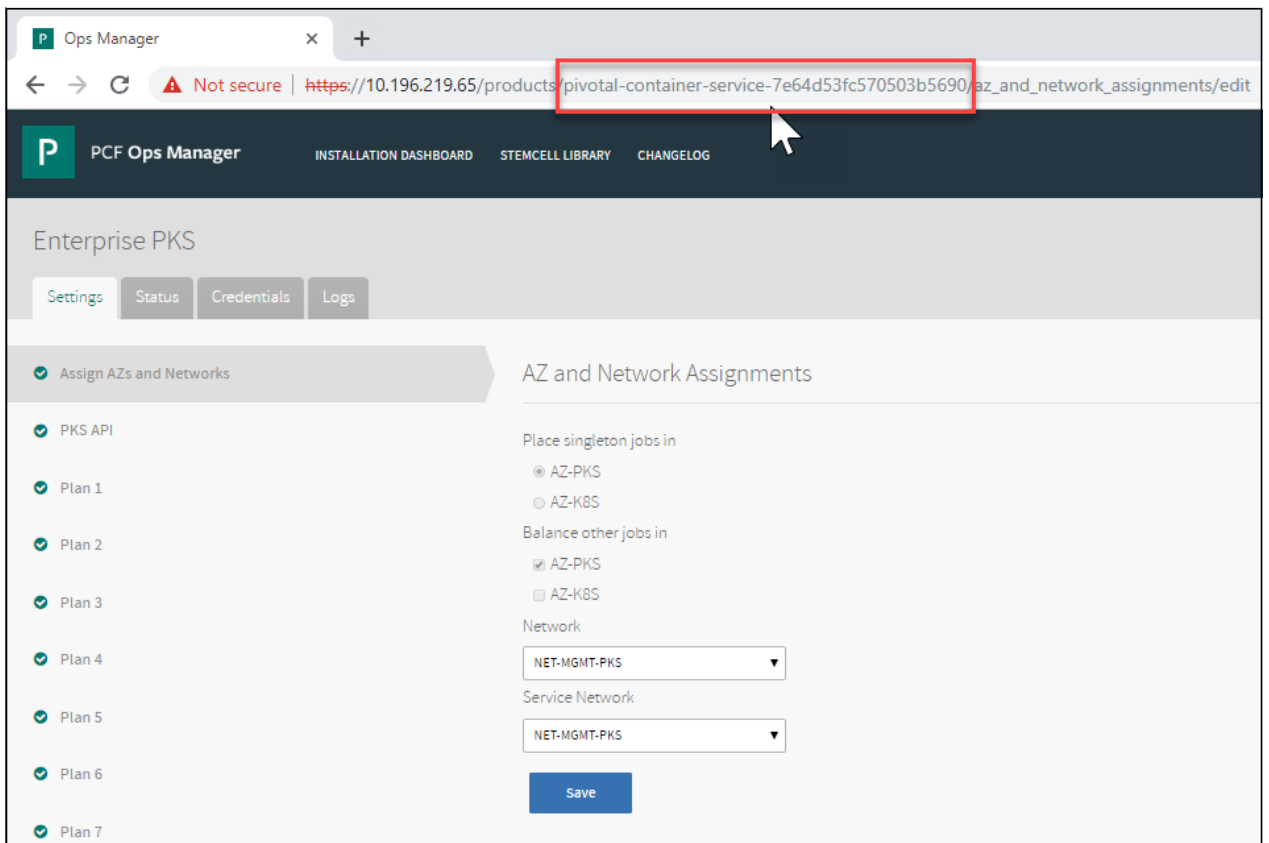 P Ops Manager
Not secure | https://10.196.219.65/products/pivotal-container-service-7e64d53fc570503b5690/az_and_network_assignments/edit
P PCF Ops Manager INSTALLATION DASHBOARD STEMCELL LIBRARY CHANGELOG
Enterprise PKS
Settings Status Credentials Logs
Assign AZs and Networks
PKS API
Plan 1
Plan 2
Plan 3
Plan 4
Plan 5
Plan 6
Plan 7
AZ and Network Assignments
Place singleton jobs in
AZ-PKS
AZ-K8S
Balance other jobs in
AZ-PKS
AZ-K8S
Network
NET-MGMT-PKS
Service Network
NET-MGMT-PKS
Save